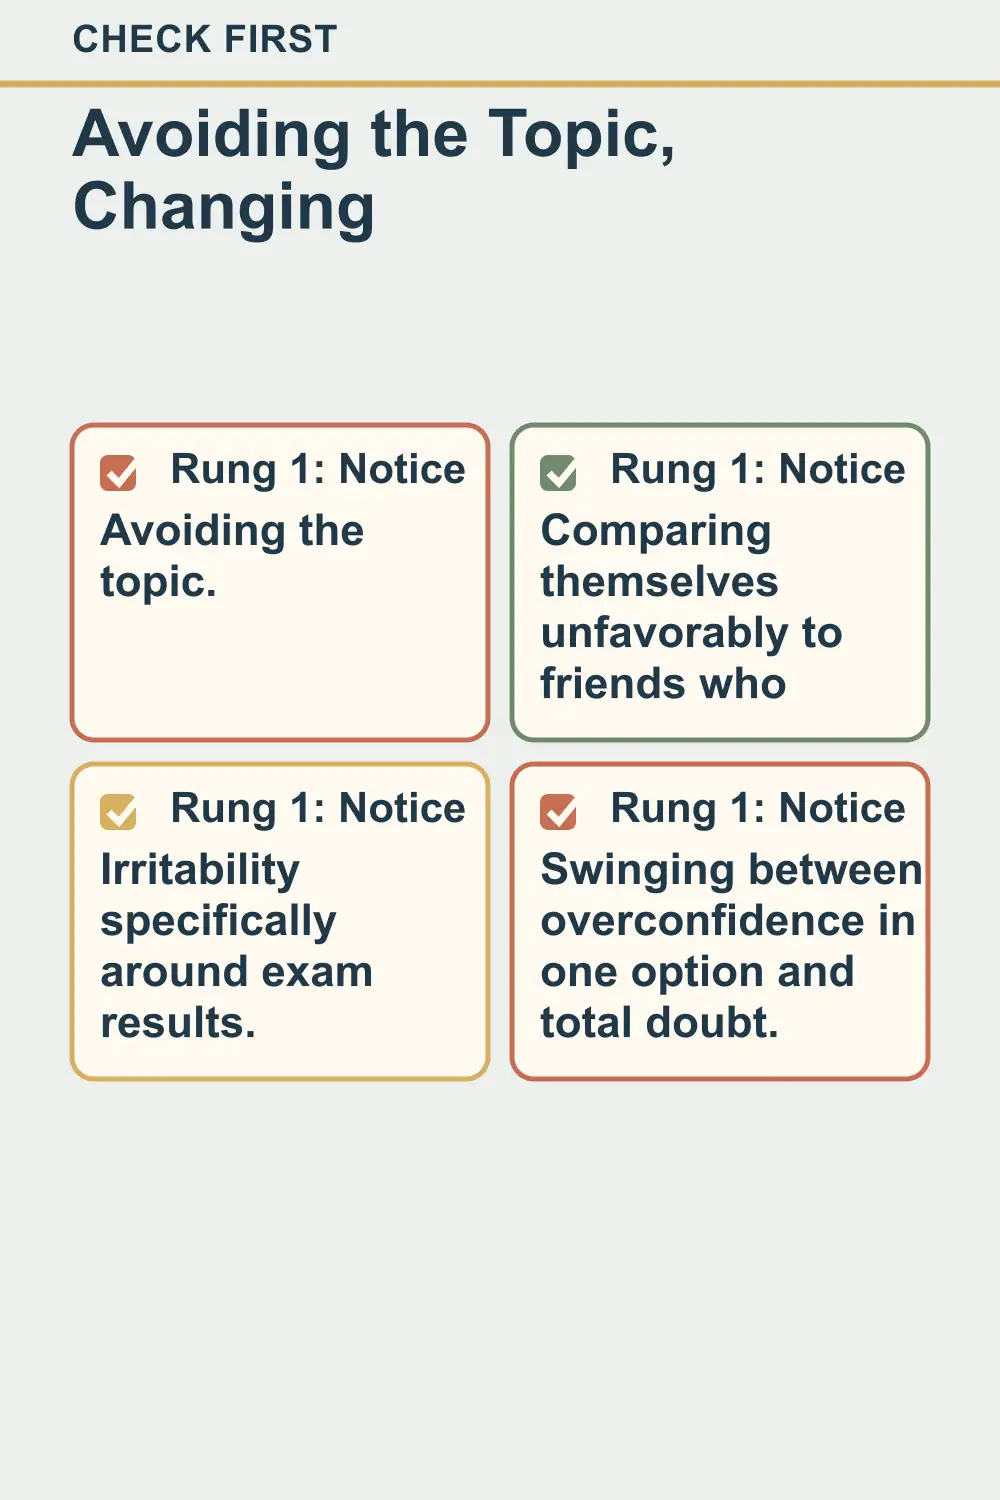 CHECK FIRST
Avoiding the Topic,
Changing
Rung 1: Notice
Avoiding the
topic.
Rung 1: Notice
Comparing
themselves
unfavorably to
friends who
Rung 1: Notice
Irritability
specifically
around exam
results.
Rung 1: Notice
Swinging between
overconfidence in
one option and
total doubt.